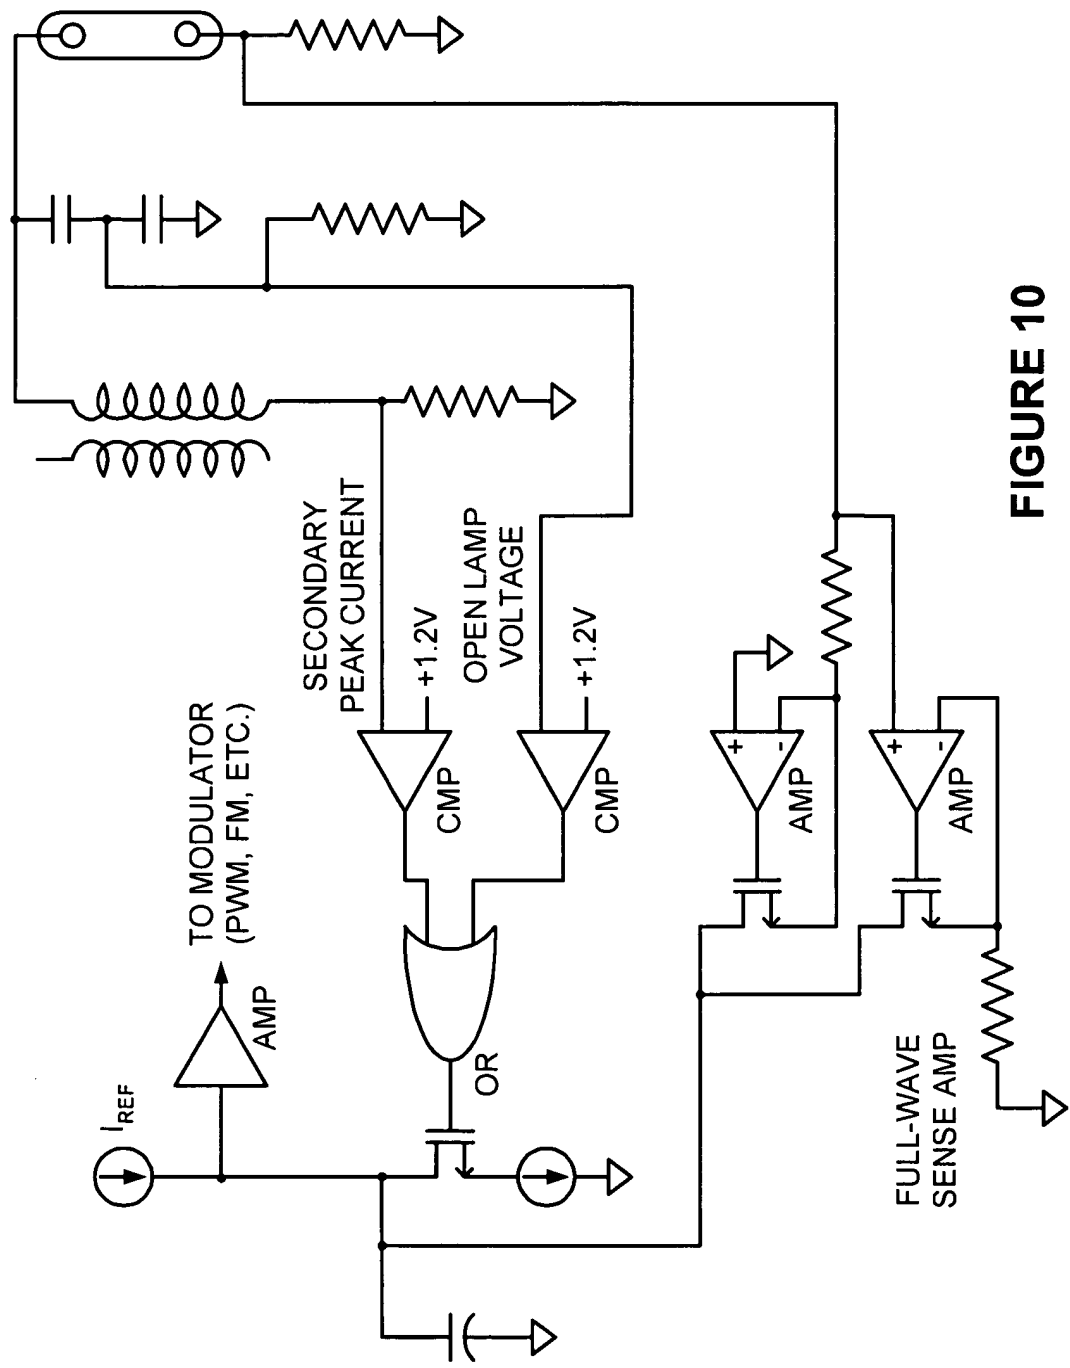 TO MODULATOR
(PWM, FM, ETC.)
AMP
I REF
SECONDARY
PEAK CURRENT
+1.2V
CMP
OPEN LAMP
VOLTAGE
+1.2V
CMP
OR
+
-
AMP
+
-
AMP
FULL-WAVE
SENSE AMP
FIGURE 10